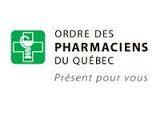 ORDRE DES
PHARMACIENS
DU QUÉBEC
Présent pour vous